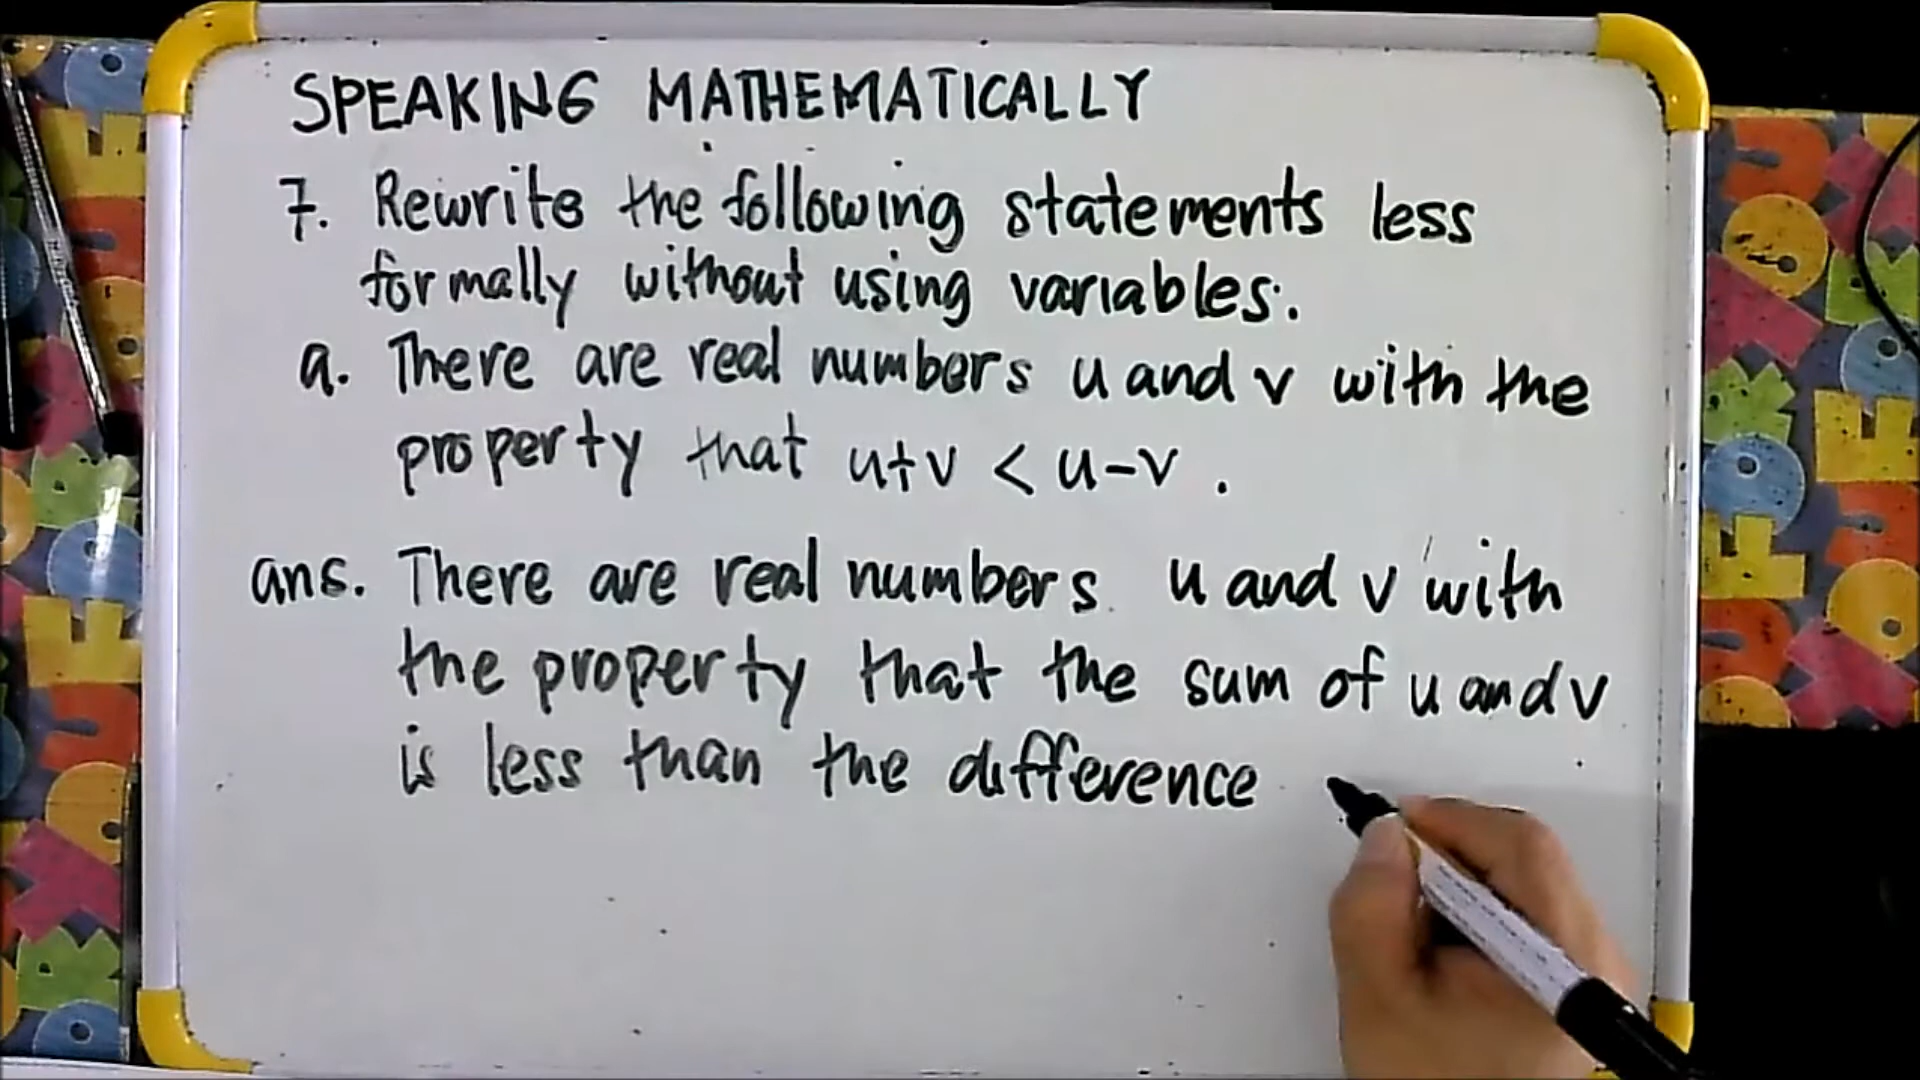 SPEAKING MATHEMATICALLY
7. Rewrite the following statements less
formally without using variables.
a. There are real numbers u and v with the
property that u+v < u-v .
ans. There are real numbers u and v with
the property that the sum of u and v
is less than the difference